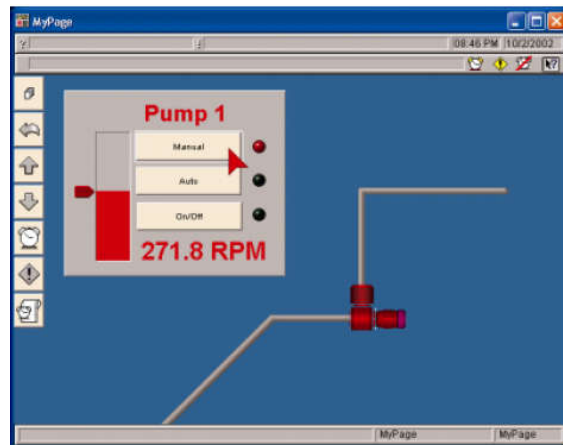 MyPage
08:46 PM 10/2/2002
Pump 1
Manual
Auto
On/Off
271.8 RPM
MyPage MyPage